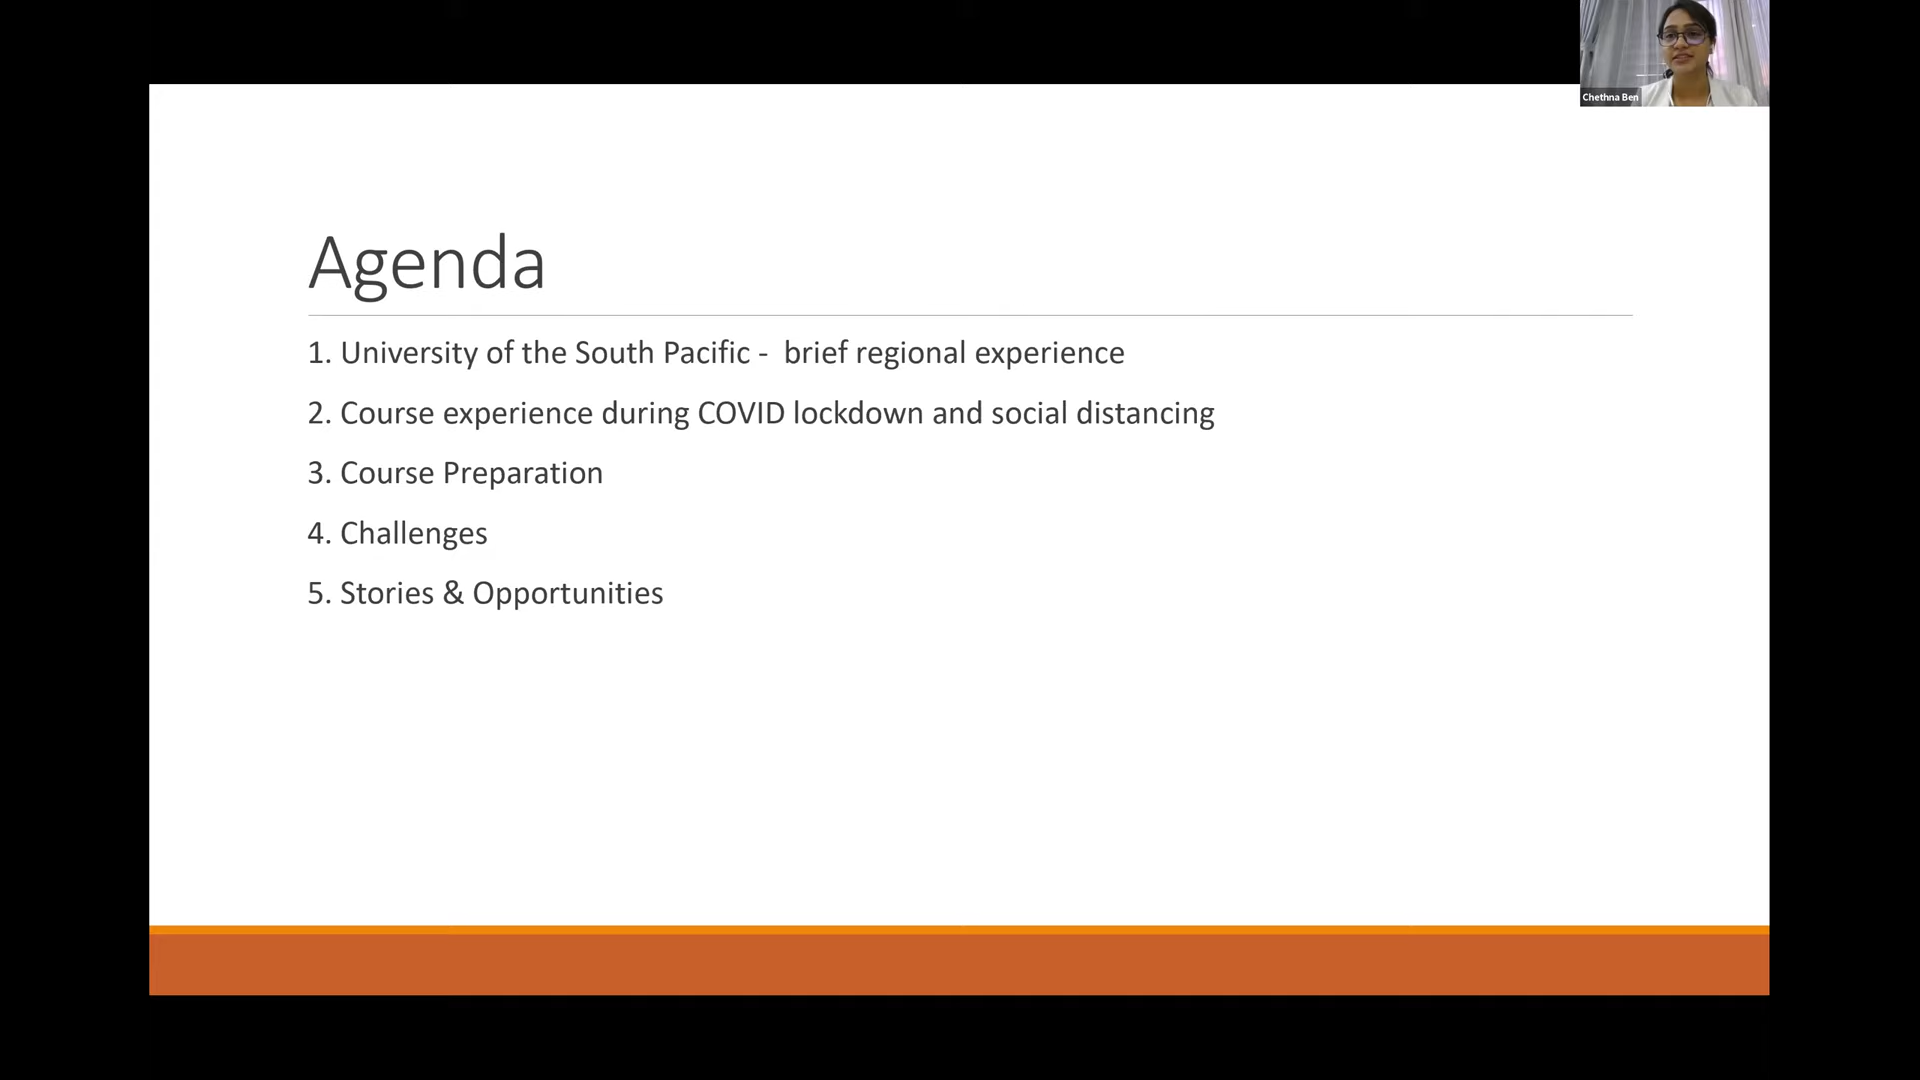 Chethna Ben
Agenda
1. University of the South Pacific -  brief regional experience
2. Course experience during COVID lockdown and social distancing
3. Course Preparation
4. Challenges
5. Stories & Opportunities